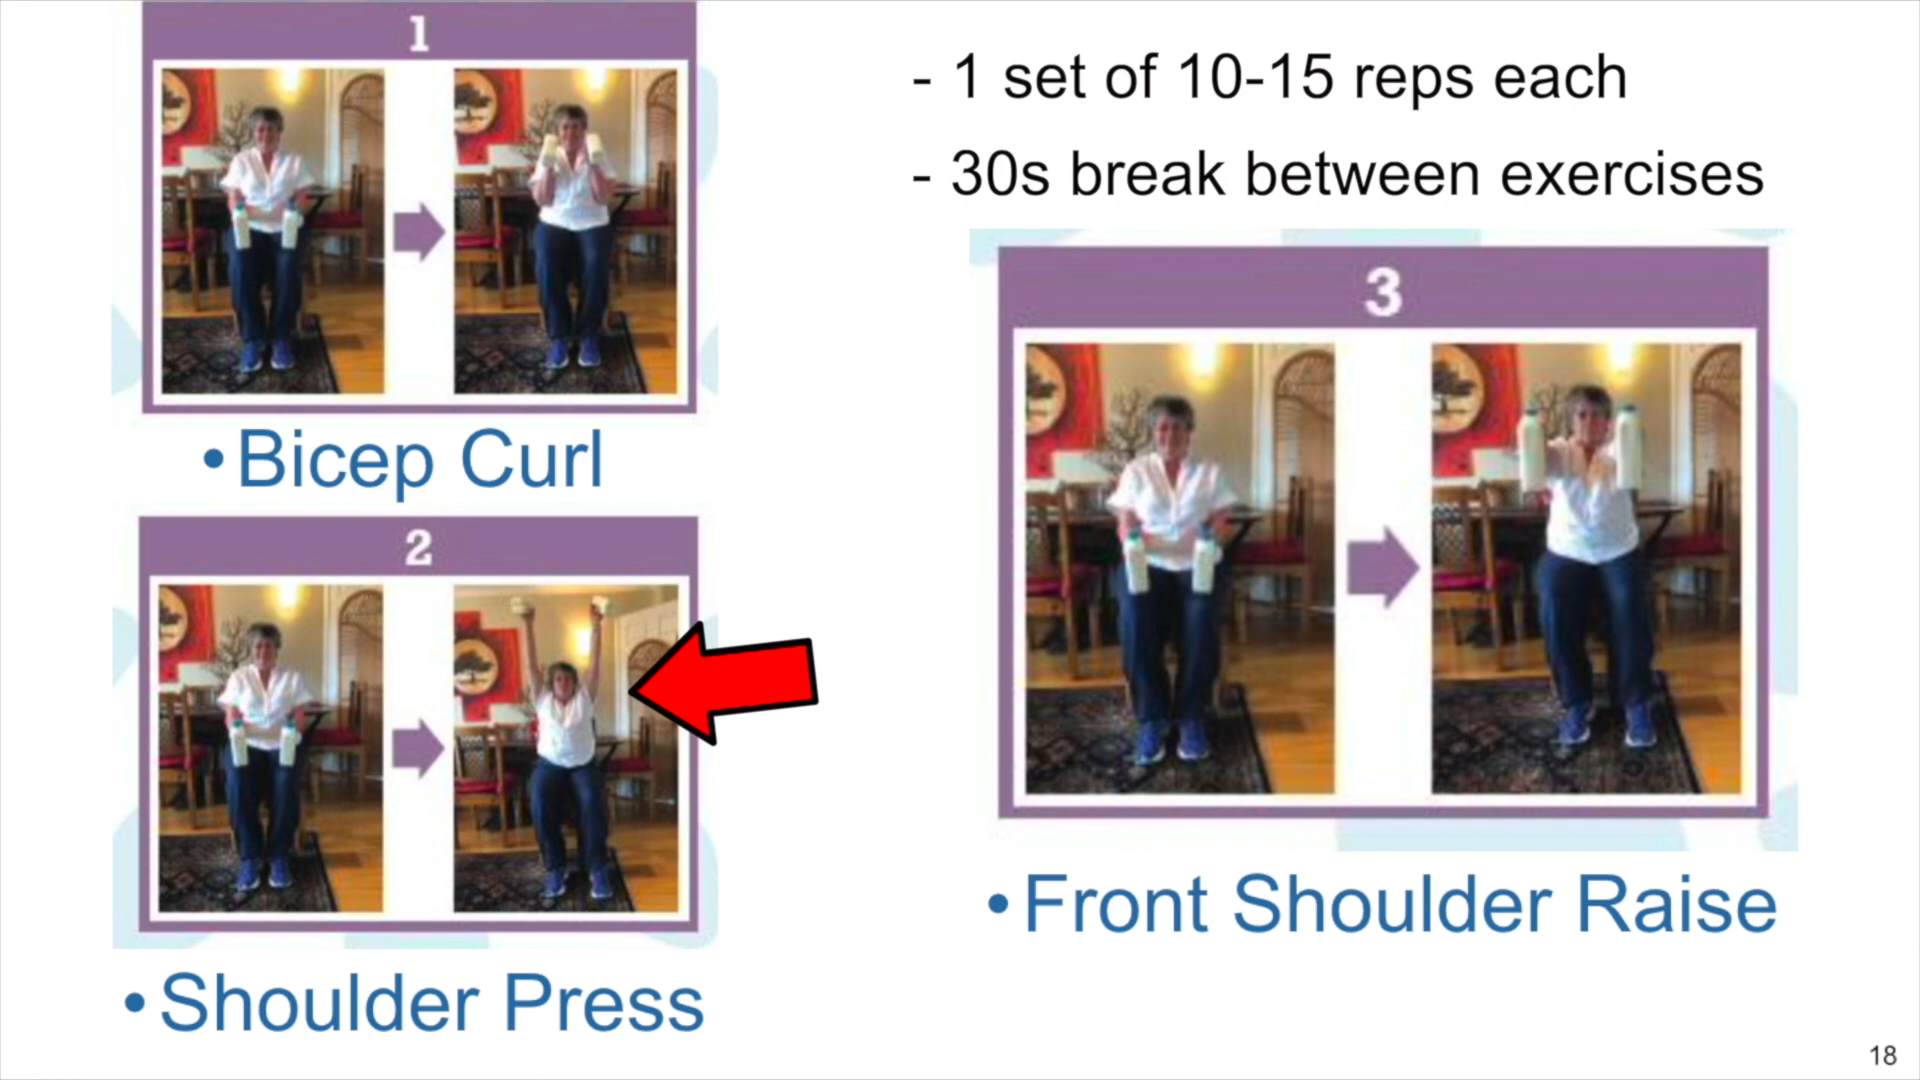 1
• Bicep Curl
2
• Shoulder Press
- 1 set of 10-15 reps each
- 30s break between exercises
3
• Front Shoulder Raise
18